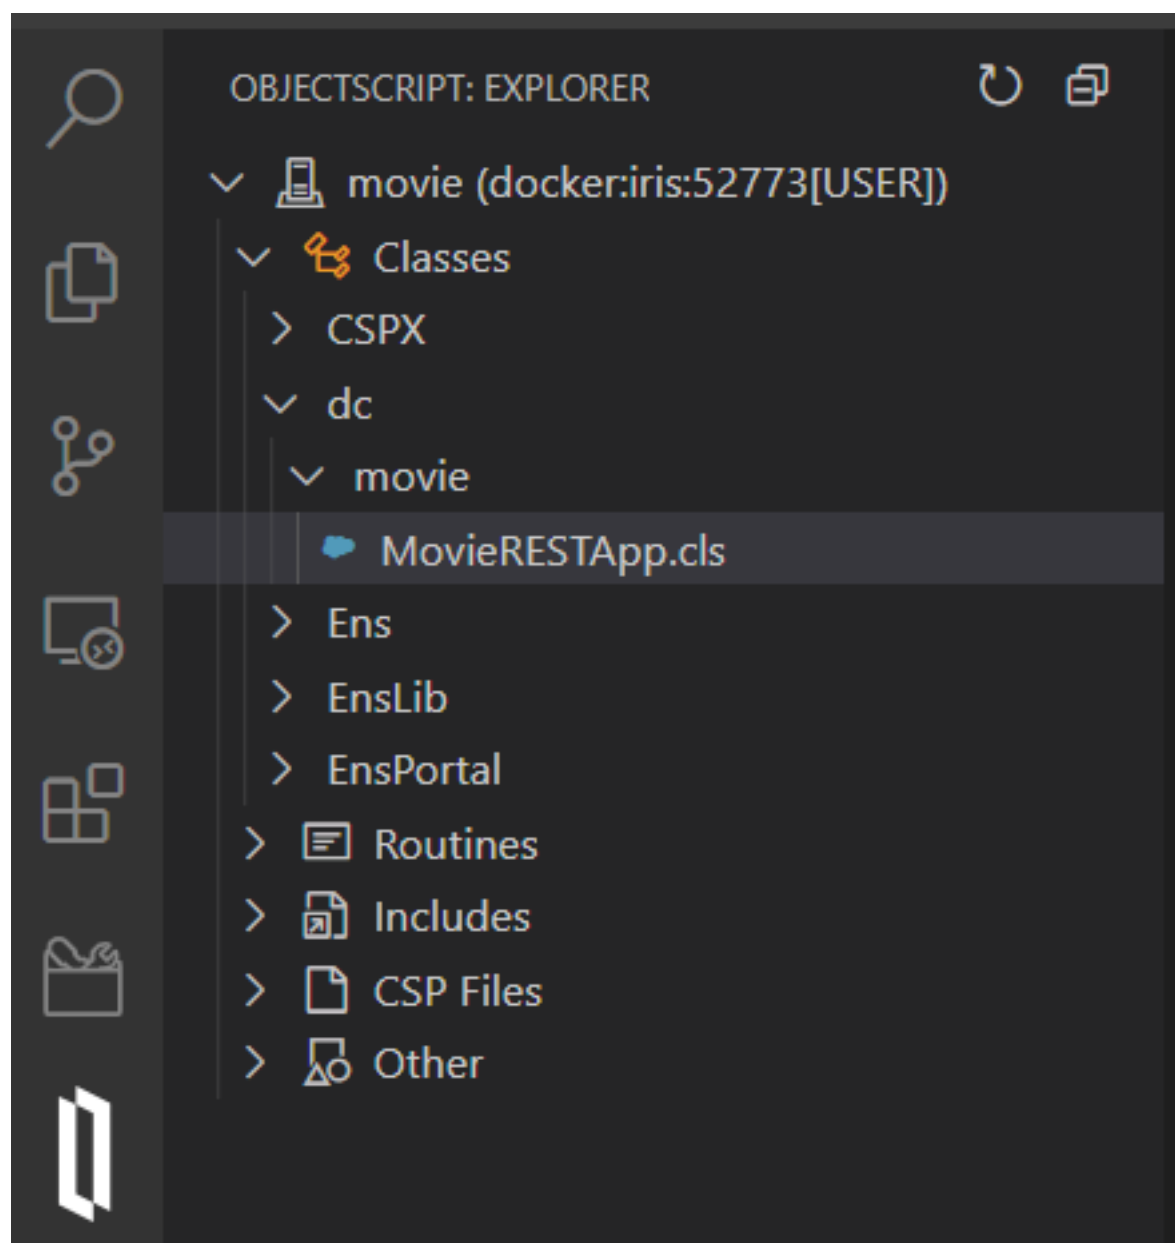 OBJECTSCRIPT: EXPLORER
movie (docker:iris:52773[USER])
Classes
CSPX
dc
movie
MovieRESTApp.cls
Ens
EnsLib
EnsPortal
Routines
Includes
CSP Files
Other